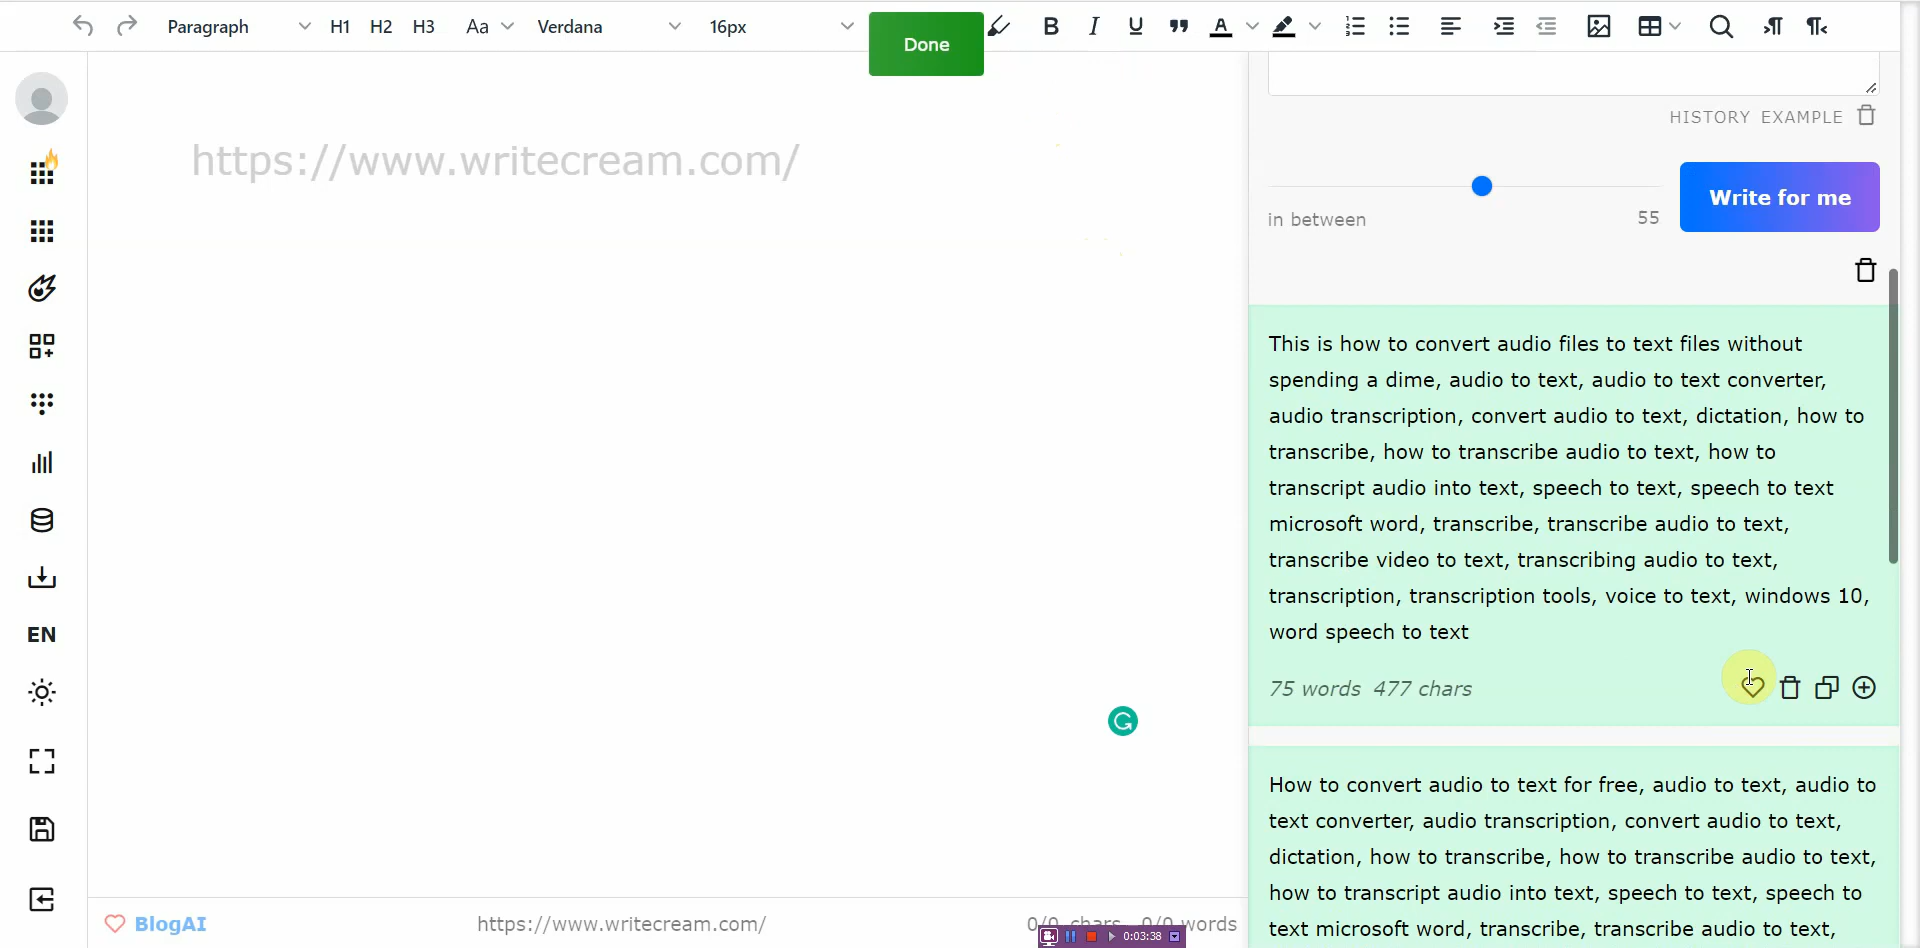 Paragraph H1 H2 H3 Aa Verdana 16px Done B I U A
https://www.writecream.com/
HISTORY EXAMPLE
in between 55 Write for me
This is how to convert audio files to text files without
spending a dime, audio to text, audio to text converter,
audio transcription, convert audio to text, dictation, how to
transcribe, how to transcribe audio to text, how to
transcript audio into text, speech to text, speech to text
microsoft word, transcribe, transcribe audio to text,
transcribe video to text, transcribing audio to text,
transcription, transcription tools, voice to text, windows 10,
word speech to text
75 words 477 chars
How to convert audio to text for free, audio to text, audio to
text converter, audio transcription, convert audio to text,
dictation, how to transcribe, how to transcribe audio to text,
how to transcript audio into text, speech to text, speech to
text microsoft word, transcribe, transcribe audio to text,
EN
BlogAI https://www.writecream.com/ 0/0 chars 0/0 words
0:03:38